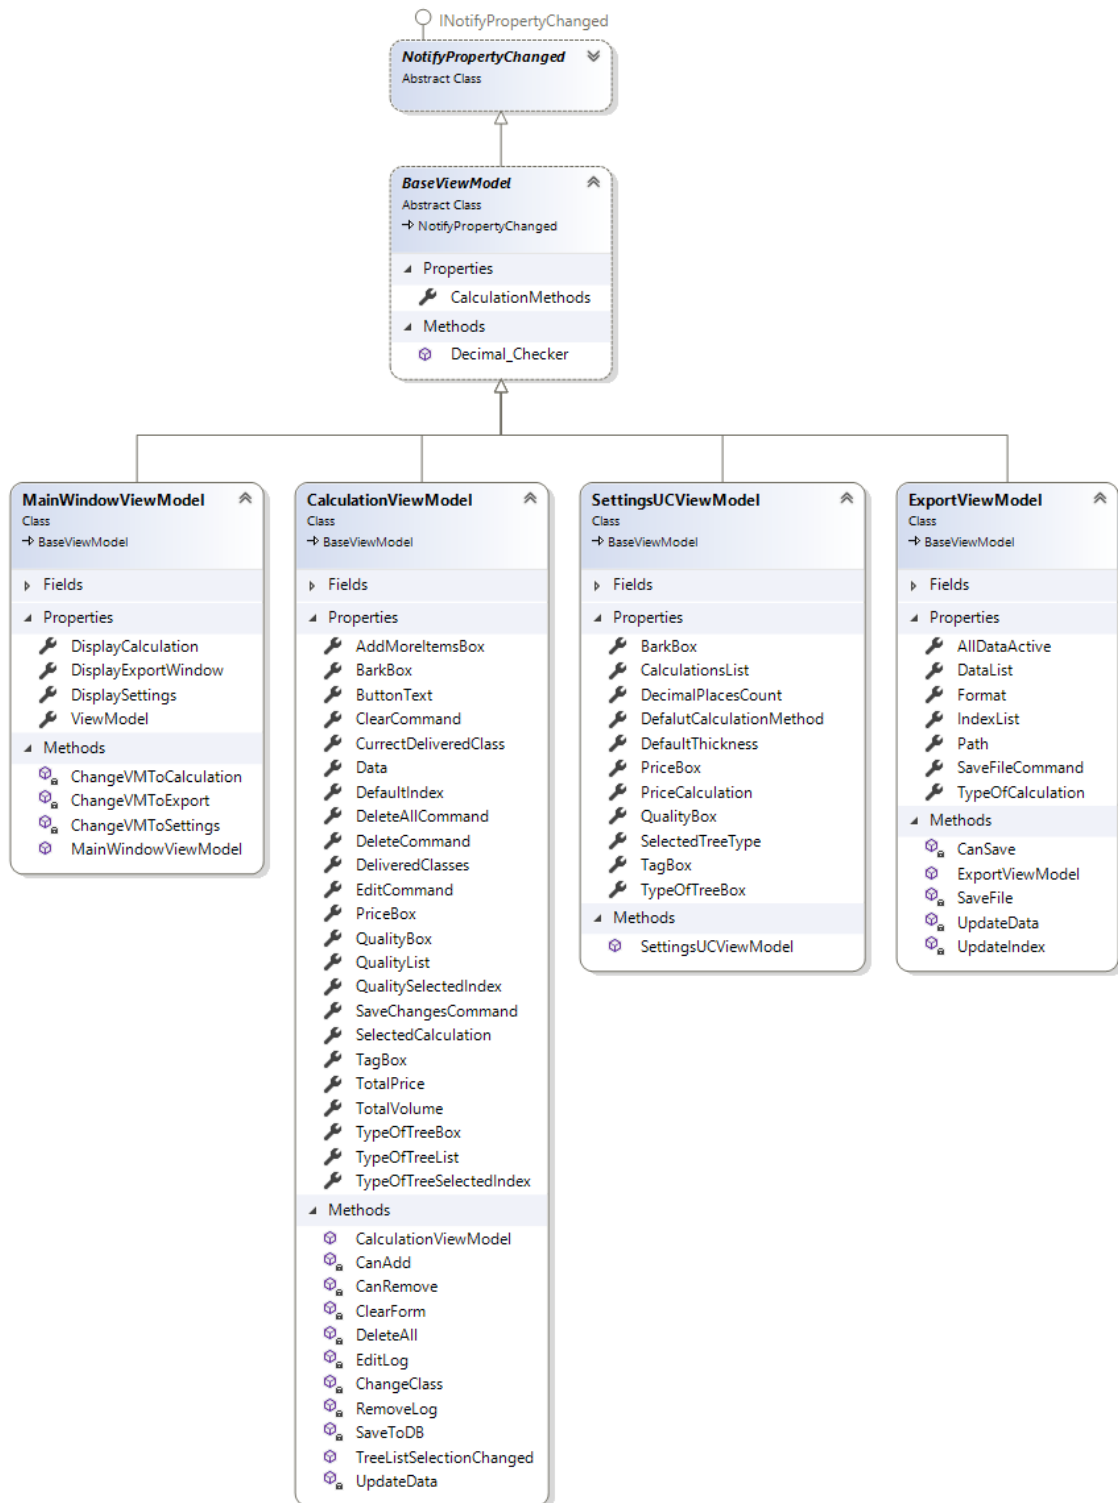 INotifyPropertyChanged
NotifyPropertyChanged
Abstract Class
BaseViewModel
Abstract Class
NotifyPropertyChanged
Properties
CalculationMethods
Methods
Decimal_Checker
MainWindowViewModel
Class
BaseViewModel
Fields
Properties
DisplayCalculation
DisplayExportWindow
DisplaySettings
ViewModel
Methods
ChangeVMToCalculation
ChangeVMToExport
ChangeVMToSettings
MainWindowViewModel
CalculationViewModel
Class
BaseViewModel
Fields
Properties
AddMoreItemsBox
BarkBox
ButtonText
ClearCommand
CurrectDeliveredClass
Data
DefaultIndex
DeleteAllCommand
DeleteCommand
DeliveredClasses
EditCommand
PriceBox
QualityBox
QualityList
QualitySelectedIndex
SaveChangesCommand
SelectedCalculation
TagBox
TotalPrice
TotalVolume
TypeOfTreeBox
TypeOfTreeList
TypeOfTreeSelectedIndex
Methods
CalculationViewModel
CanAdd
CanRemove
ClearForm
DeleteAll
EditLog
ChangeClass
RemoveLog
SaveToDB
TreeListSelectionChanged
UpdateData
SettingsUCViewModel
Class
BaseViewModel
Fields
Properties
BarkBox
CalculationsList
DecimalPlacesCount
DefalutCalculationMethod
DefaultThickness
PriceBox
PriceCalculation
QualityBox
SelectedTreeType
TagBox
TypeOfTreeBox
Methods
SettingsUCViewModel
ExportViewModel
Class
BaseViewModel
Fields
Properties
AllDataActive
DataList
Format
IndexList
Path
SaveFileCommand
TypeOfCalculation
Methods
CanSave
ExportViewModel
SaveFile
UpdateData
UpdateIndex